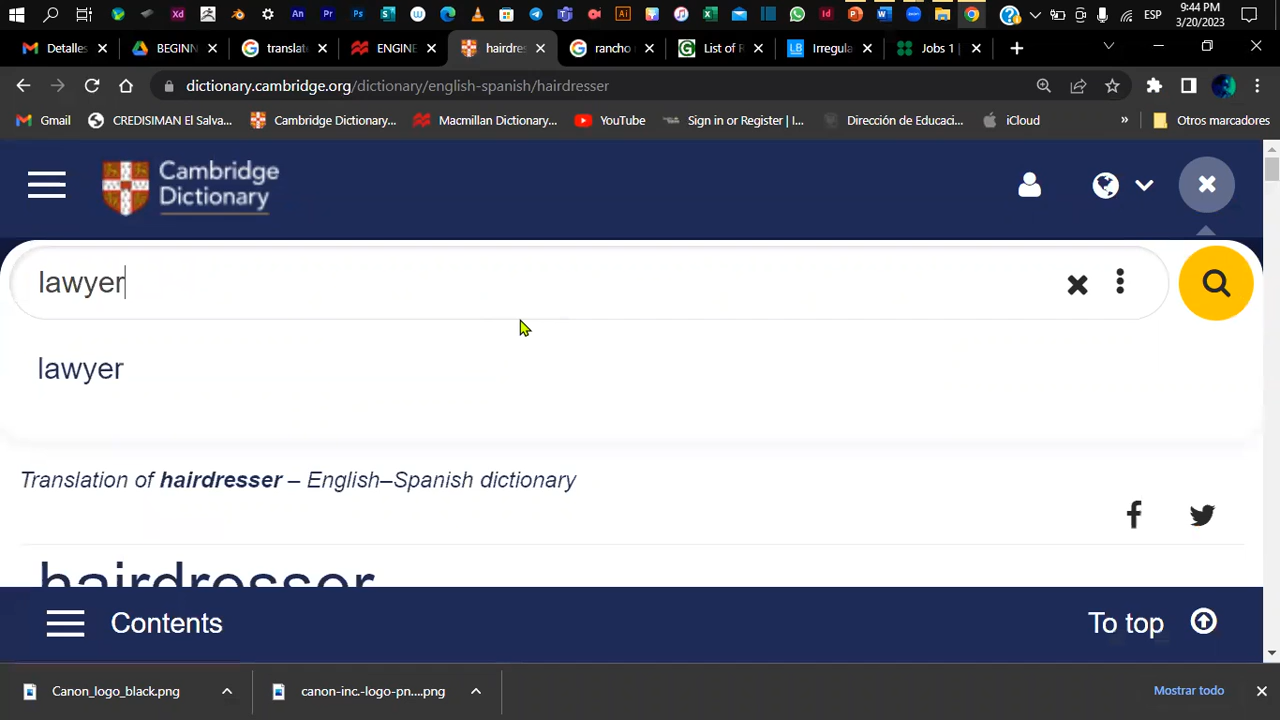 9:44 PM
ESP
3/20/2023
Detalles
BEGINN
translat
ENGINE
hairdres
rancho
List of R
LB Irregula
Jobs 1 |
dictionary.cambridge.org/dictionary/english-spanish/hairdresser
Gmail
CREDISIMAN El Salva...
Cambridge Dictionary...
Macmillan Dictionary...
YouTube
Sign in or Register | I...
Dirección de Educaci...
iCloud
»
Otros marcadores
Cambridge
Dictionary
lawyer
lawyer
Translation of hairdresser – English–Spanish dictionary
hairdresser
Contents
To top
Canon_logo_black.png
canon-inc.-logo-pn....png
Mostrar todo